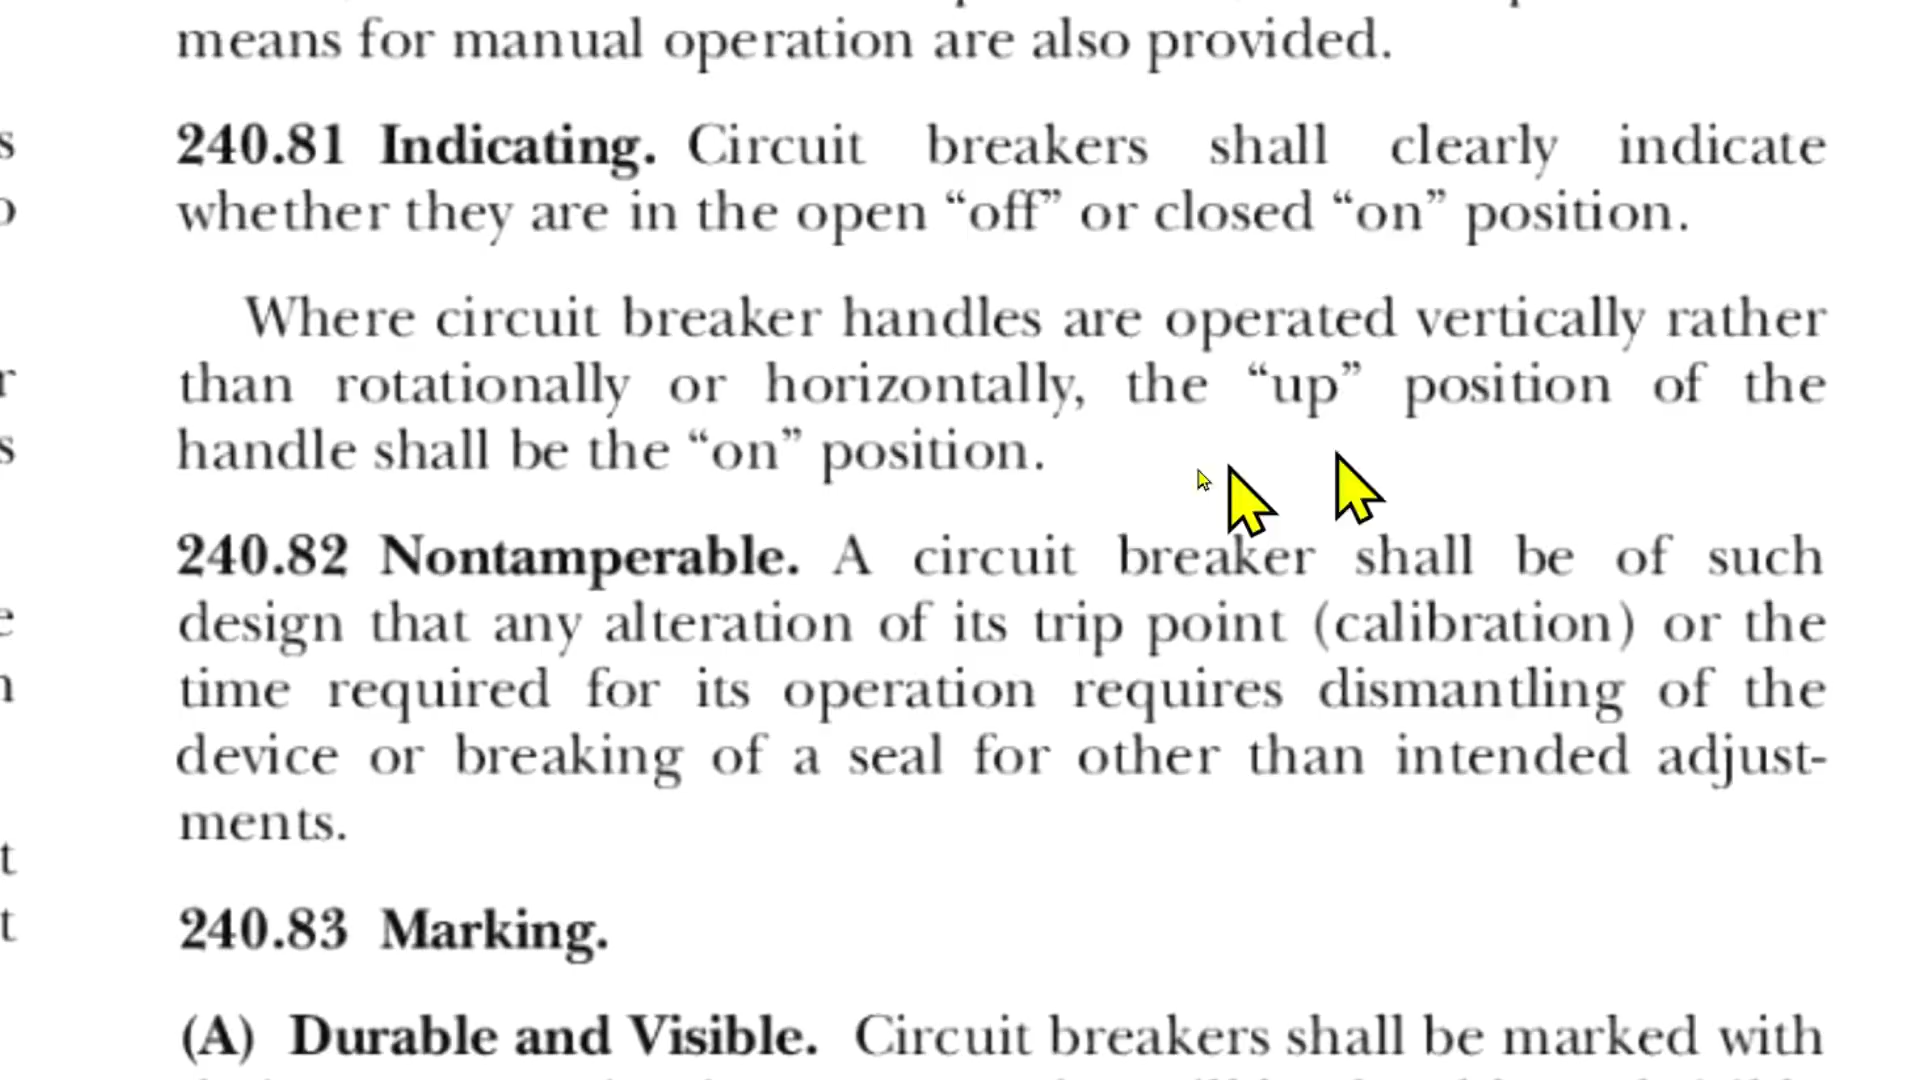 means for manual operation are also provided.
240.81 Indicating. Circuit breakers shall clearly indicate
whether they are in the open “off” or closed “on” position.
Where circuit breaker handles are operated vertically rather
than rotationally or horizontally, the “up” position of the
handle shall be the “on” position.
240.82 Nontamperable. A circuit breaker shall be of such
design that any alteration of its trip point (calibration) or the
time required for its operation requires dismantling of the
device or breaking of a seal for other than intended adjust-
ments.
240.83 Marking.
(A) Durable and Visible. Circuit breakers shall be marked with